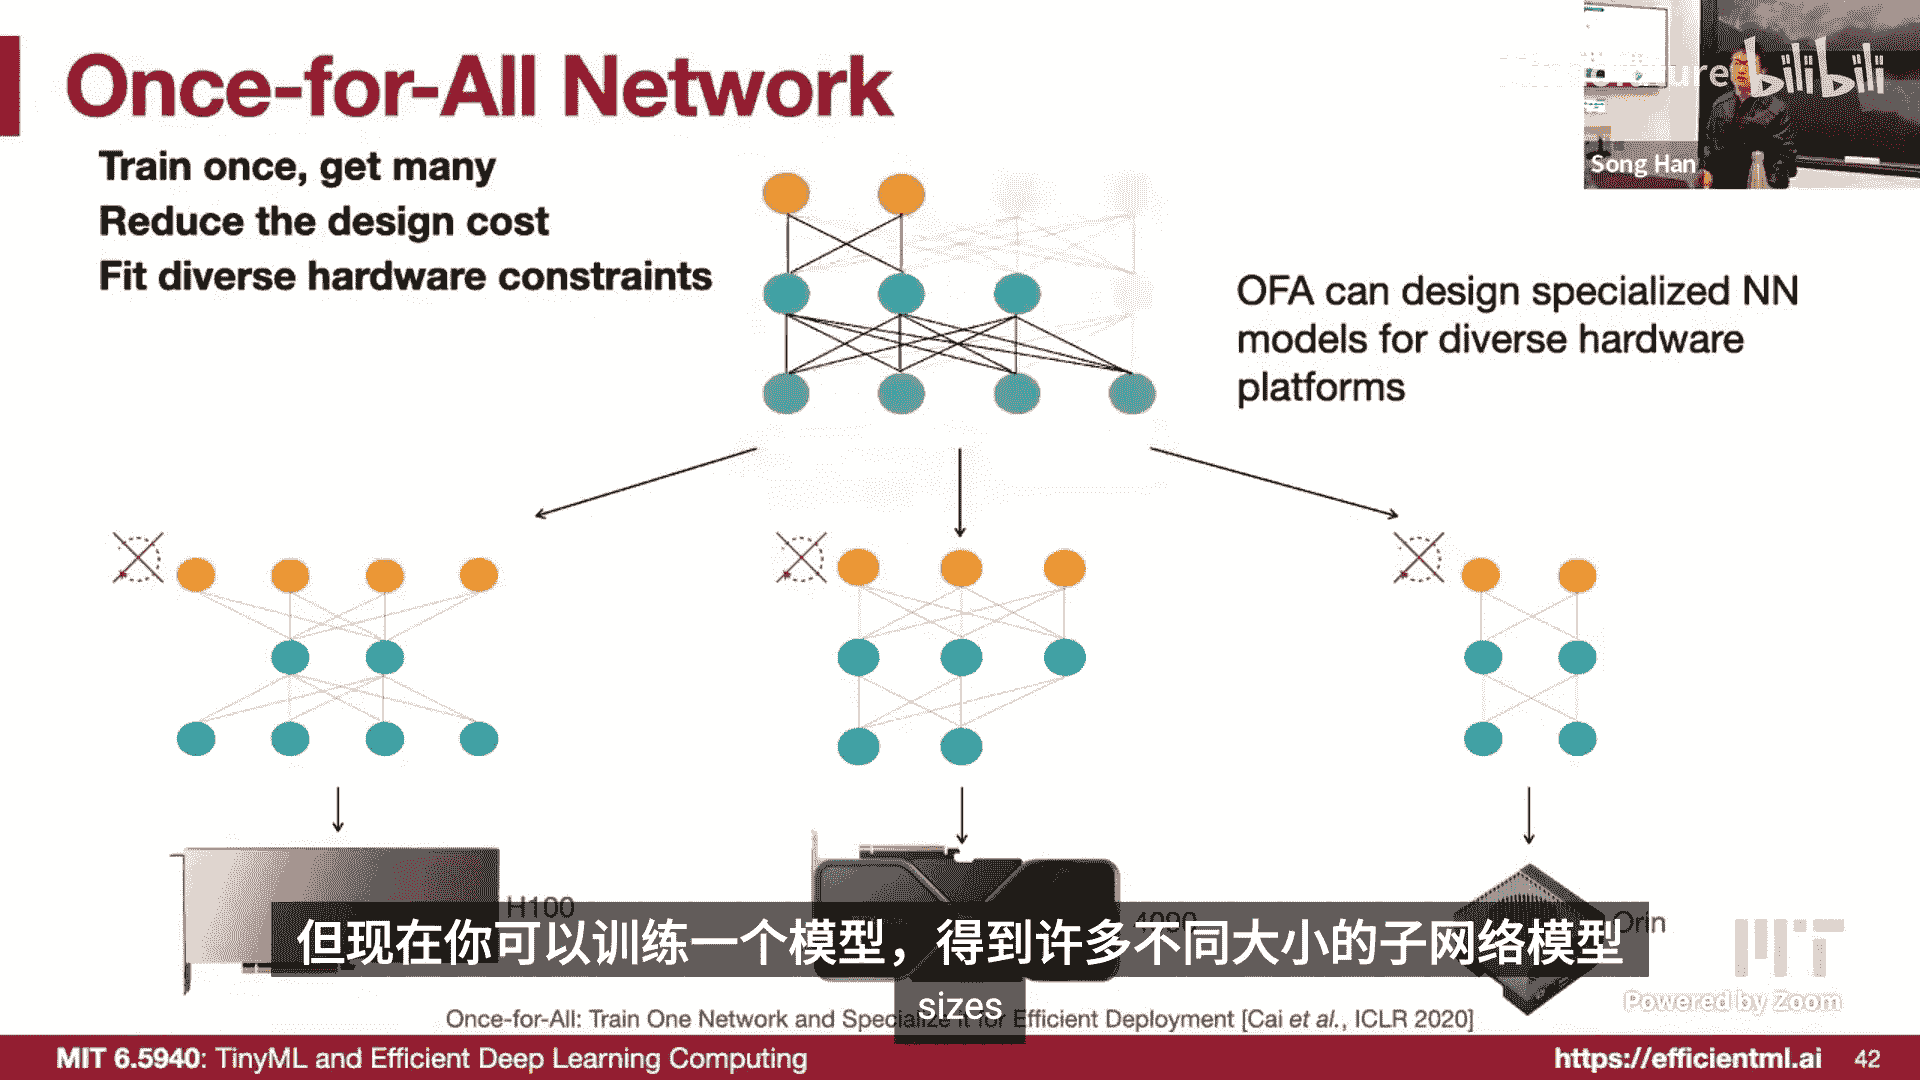 Once-for-All Network
Train once, get many
Reduce the design cost
Fit diverse hardware constraints
bilibili
Song Han
OFA can design specialized NN
models for diverse hardware
platforms
H100
4090
Orin
但现在你可以训练一个模型，得到许多不同大小的子网络模型
sizes
MIT
Powered by Zoom
Once-for-All: Train One Network and Specialize it for Efficient Deployment [Cai et al., ICLR 2020]
MIT 6.5940: TinyML and Efficient Deep Learning Computing
https://efficientml.ai
42